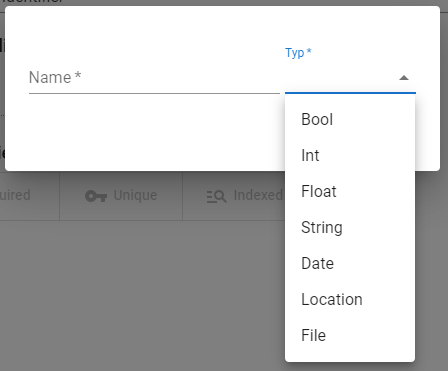 Typ *
Name *
Bool
Int
Float
String
Date
Location
File
Unique
Indexed